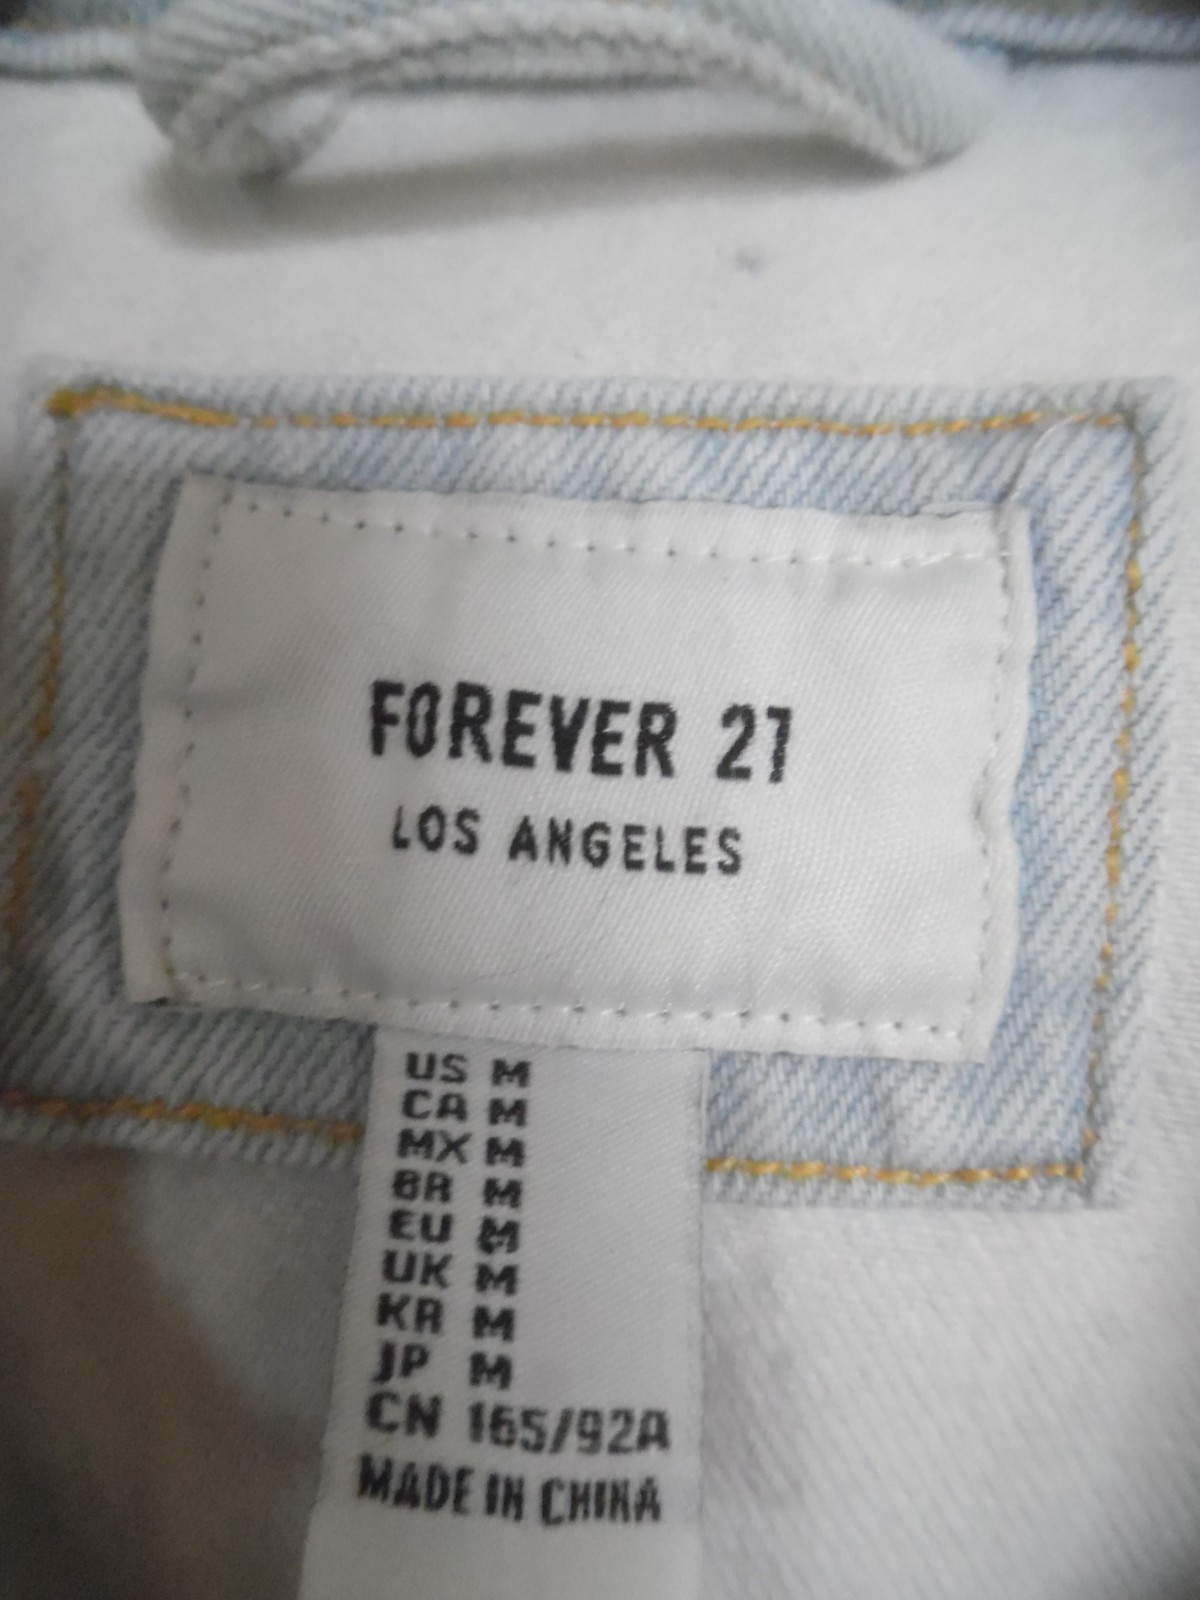 FOREVER 21
LOS ANGELES
US M
CA M
MX M
BR M
EU M
UK M
KR M
JP M
CN 165/92A
MADE IN CHINA